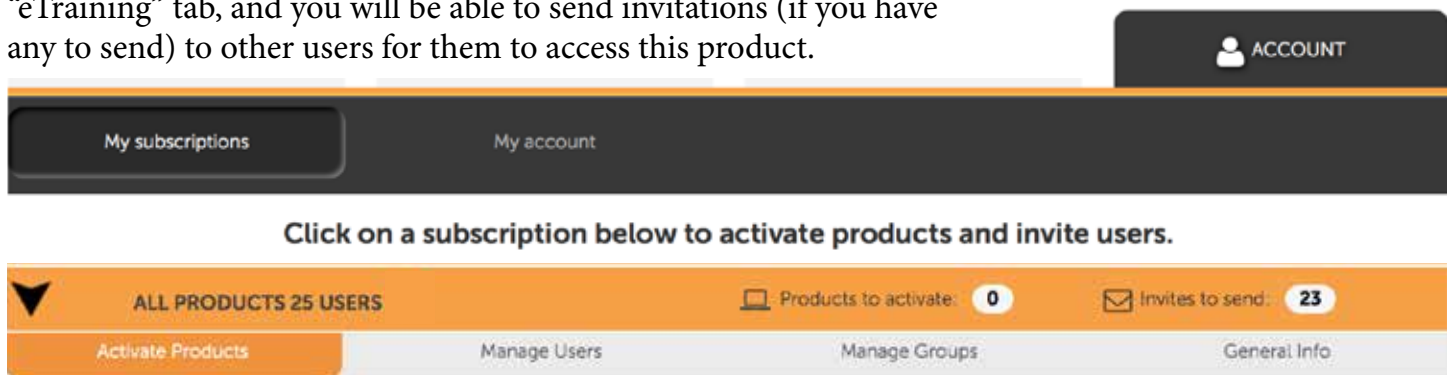 "eTraining" tab, and you will be able to send invitations (if you have
any to send) to other users for them to access this product.
ACCOUNT
My subscriptions My account
Click on a subscription below to activate products and invite users.
ALL PRODUCTS 25 USERS Products to activate: 0 Invites to send: 23
Activate Products Manage Users Manage Groups General Info